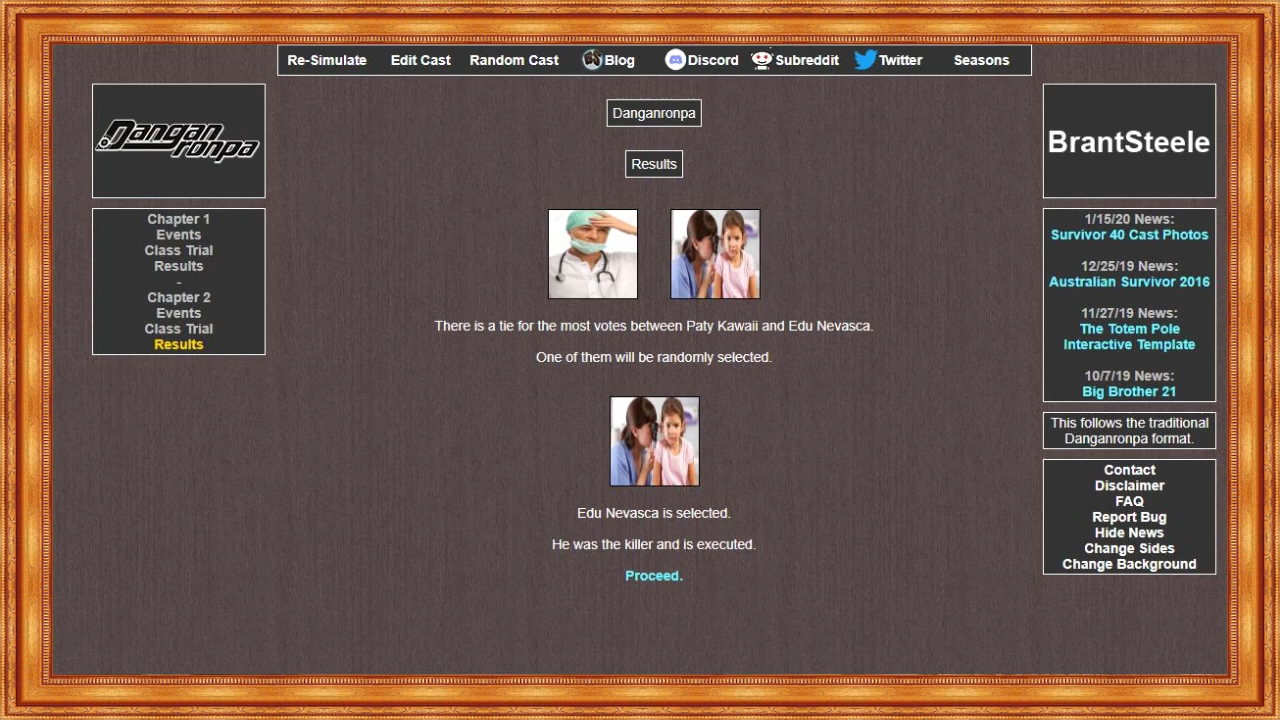 Re-Simulate Edit Cast Random Cast Blog Discord Subreddit Twitter Seasons
Danganronpa
Chapter 1
Events
Class Trial
Results
-
Chapter 2
Events
Class Trial
Results
Danganronpa
Results
There is a tie for the most votes between Paty Kawaii and Edu Nevasca.
One of them will be randomly selected.
Edu Nevasca is selected.
He was the killer and is executed.
Proceed.
BrantSteele
1/15/20 News:
Survivor 40 Cast Photos
12/25/19 News:
Australian Survivor 2016
11/27/19 News:
The Totem Pole
Interactive Template
10/7/19 News:
Big Brother 21
This follows the traditional
Danganronpa format.
Contact
Disclaimer
FAQ
Report Bug
Hide News
Change Sides
Change Background